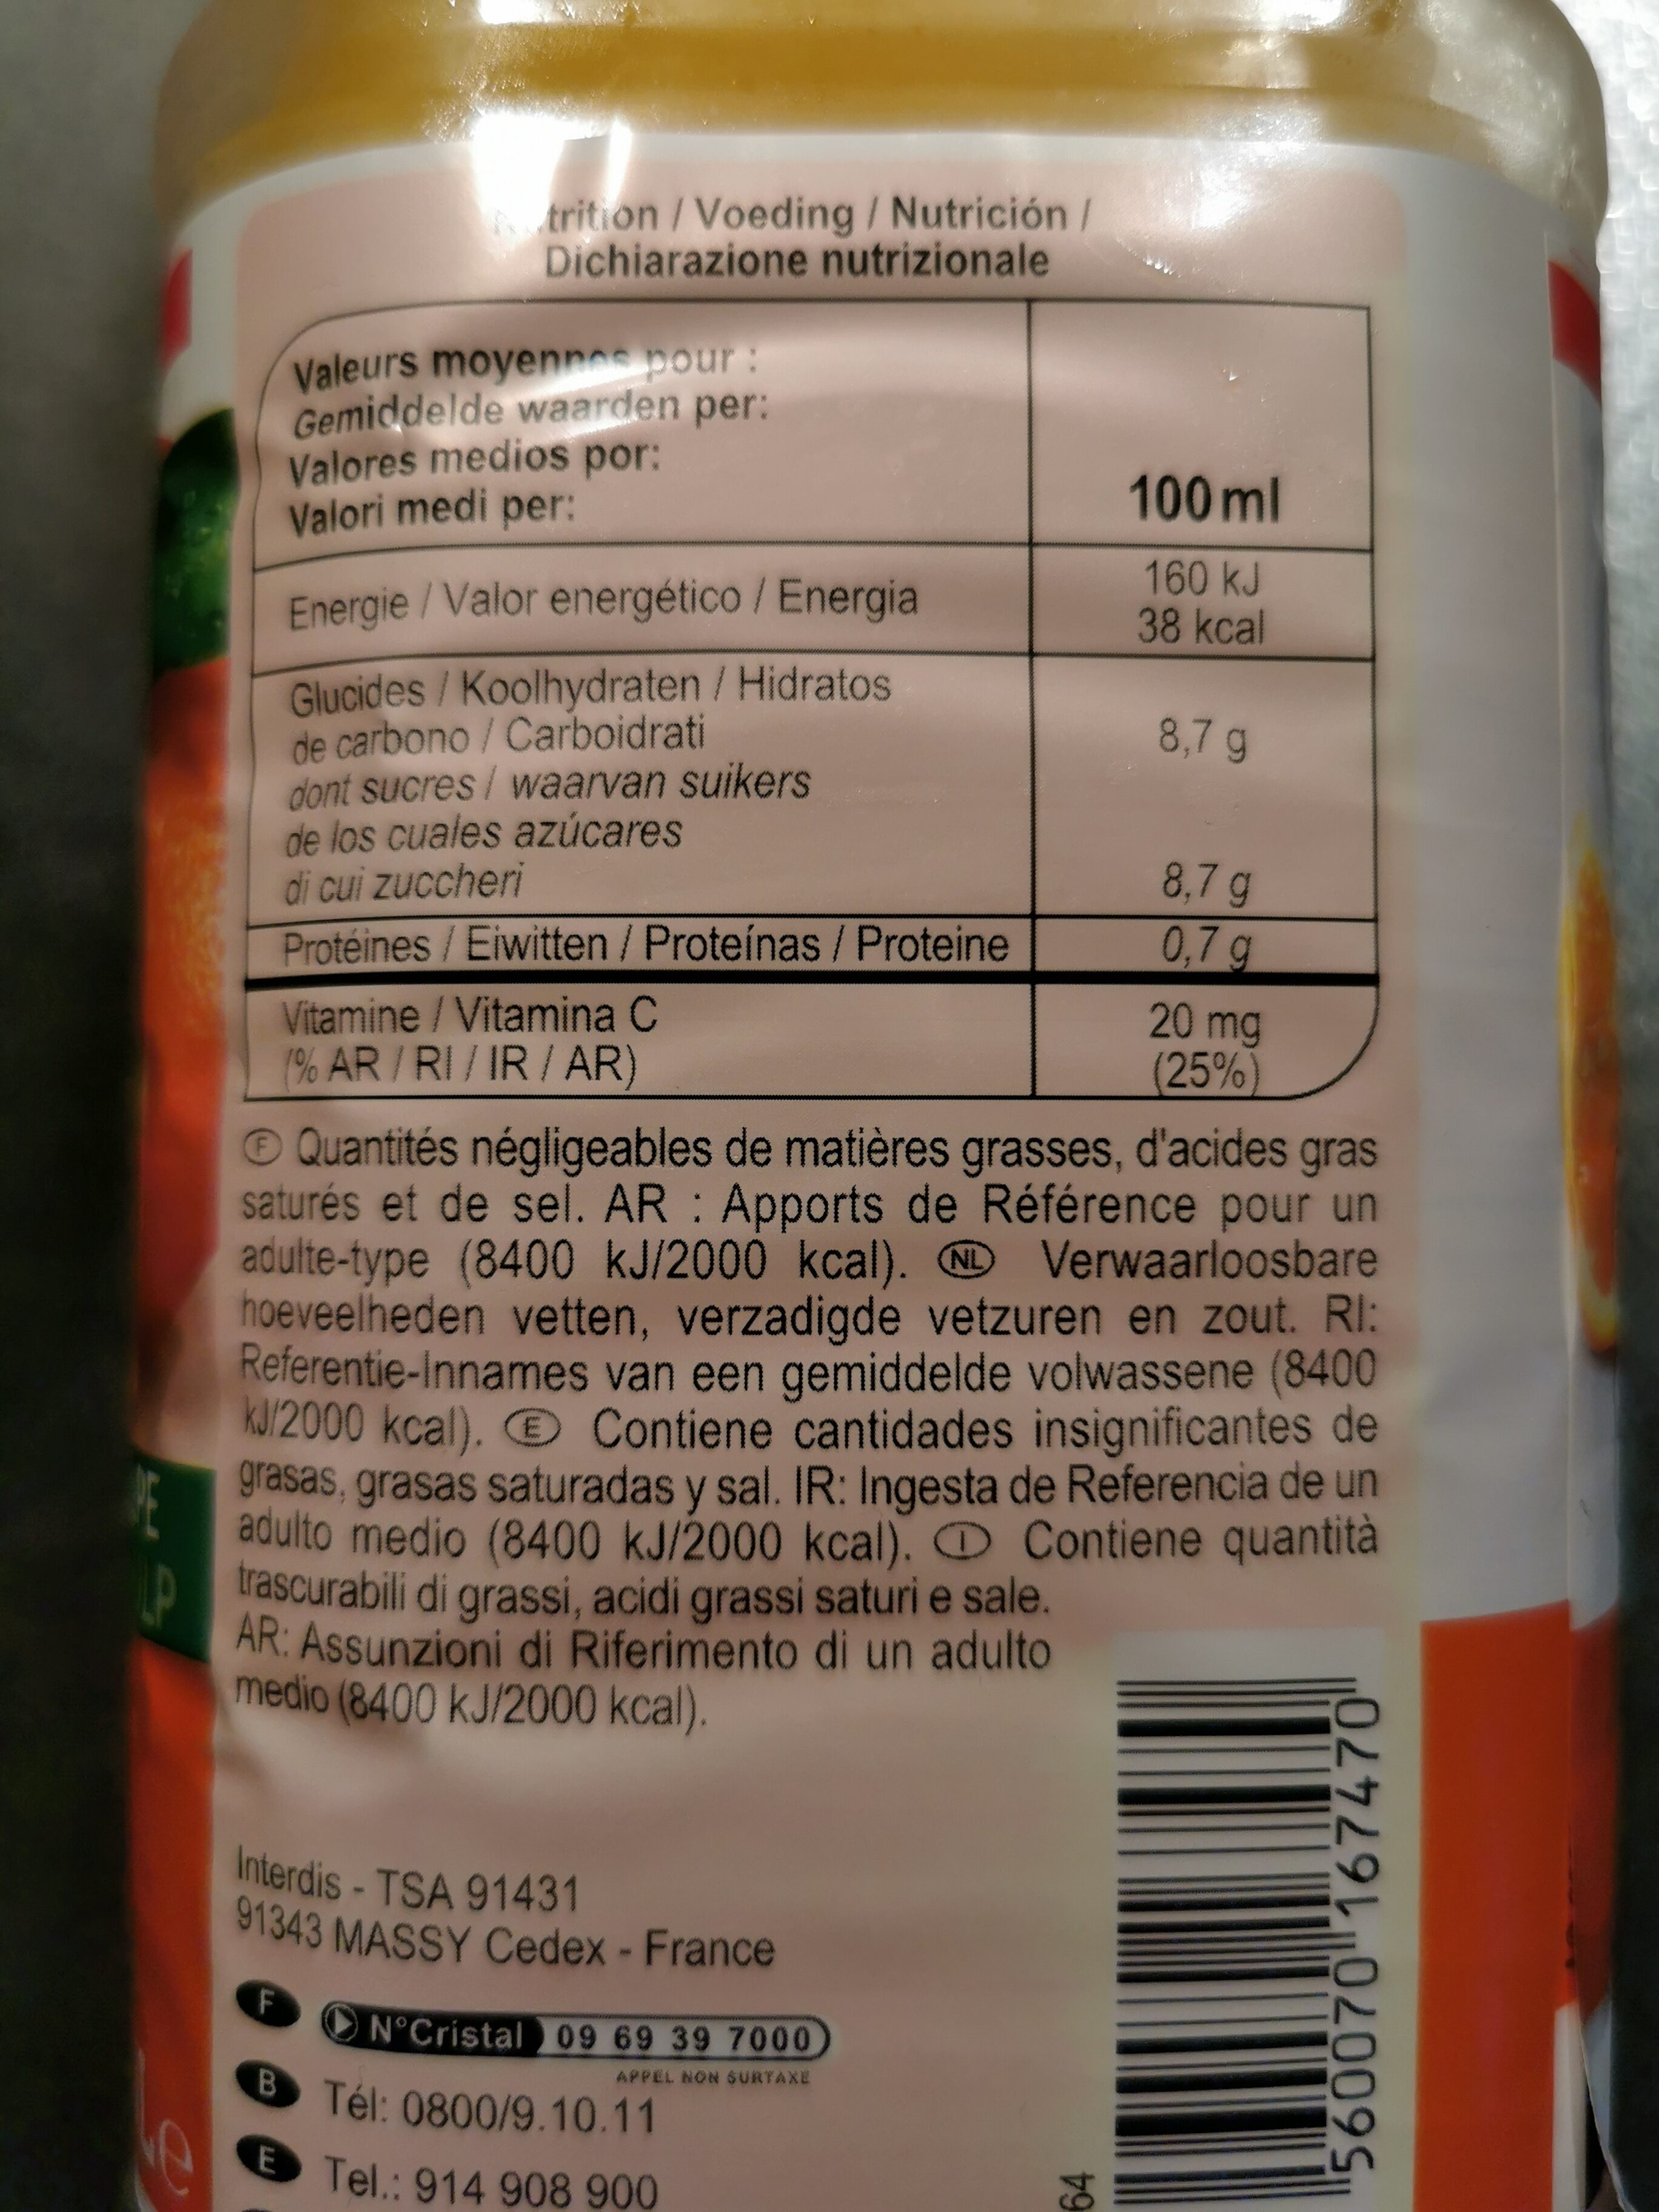 Nutrition / Voeding / Nutrición /
Dichiarazione nutrizionale
Valeurs moyennes pour :
Gemiddelde waarden per:
Valores medios por:
Valori medi per:
100 ml
Energie / Valor energético / Energia
160 kJ
38 kcal
Glucides / Koolhydraten / Hidratos
de carbono / Carboidrati
8,7 g
dont sucres / waarvan suikers
de los cuales azúcares
di cui zuccheri
8,7 g
Protéines / Eiwitten / Proteínas / Proteine
0,7 g
Vitamine / Vitamina C
(% AR / RI / IR / AR)
20 mg
(25%)
F Quantités négligeables de matières grasses, d'acides gras
saturés et de sel. AR : Apports de Référence pour un
adulte-type (8400 kJ/2000 kcal). NL Verwaarloosbare
hoeveelheden vetten, verzadigde vetzuren en zout. RI:
Referentie-Innames van een gemiddelde volwassene (8400
kJ/2000 kcal). E Contiene cantidades insignificantes de
grasas, grasas saturadas y sal. IR: Ingesta de Referencia de un
adulto medio (8400 kJ/2000 kcal). I Contiene quantità
trascurabili di grassi, acidi grassi saturi e sale.
AR: Assunzioni di Riferimento di un adulto
medio (8400 kJ/2000 kcal).
Interdis - TSA 91431
91343 MASSY Cedex - France
F N°Cristal 09 69 39 7000
APPEL NON SURTAXE
B Tél: 0800/9.10.11
E Tel.: 914 908 900
5600701674 70
64